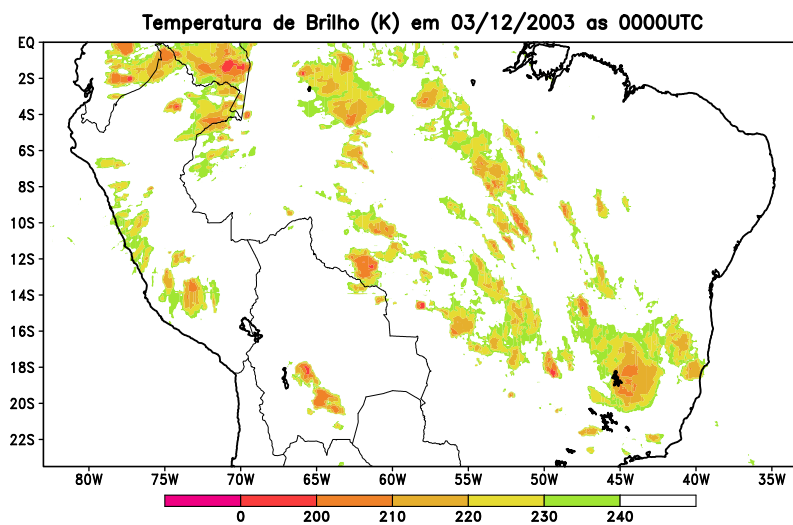 Temperatura de Brilho (K) em 03/12/2003 as 0000UTC
EQ
2S
4S
6S
8S
10S
12S
14S
16S
18S
20S
22S
80W 75W 70W 65W 60W 55W 50W 45W 40W 35W
0 200 210 220 230 240